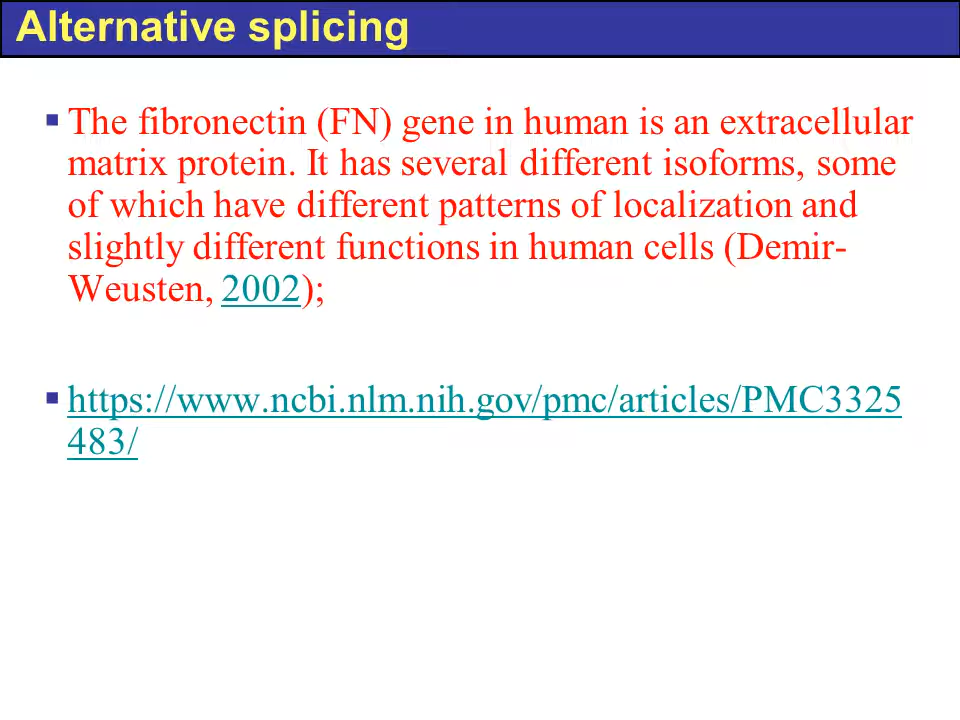 Alternative splicing
▪ The fibronectin (FN) gene in human is an extracellular
matrix protein. It has several different isoforms, some
of which have different patterns of localization and
slightly different functions in human cells (Demir-
Weusten, 2002);
▪ https://www.ncbi.nlm.nih.gov/pmc/articles/PMC3325
483/